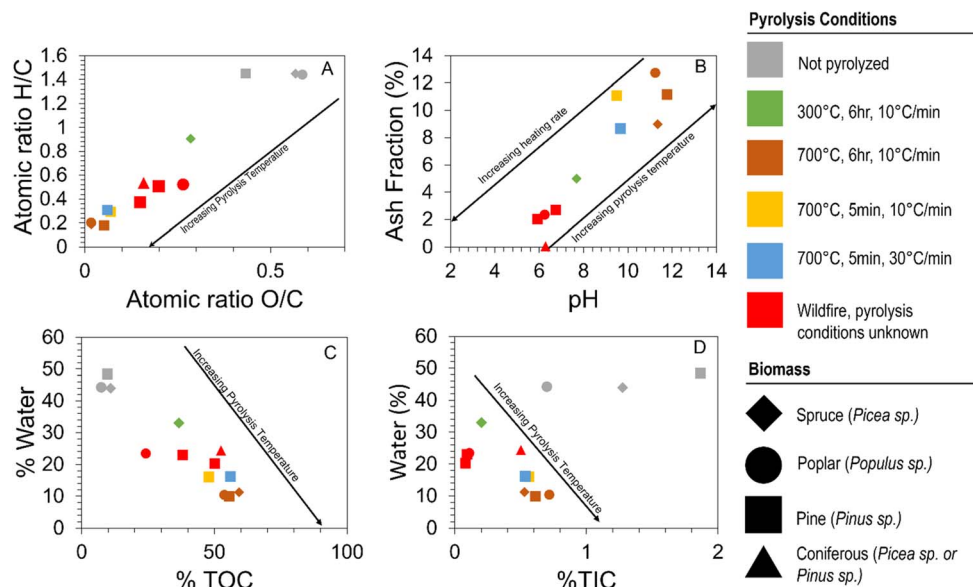 A
Atomic ratio H/C
1.6
1.4
1.2
1
0.8
0.6
0.4
0.2
0
0
0.5
Atomic ratio O/C
Increasing Pyrolysis Temperature
B
Ash Fraction (%)
14
12
10
8
6
4
2
0
2 4 6 8 10 12 14
pH
Increasing heating rate
Increasing pyrolysis temperature
C
% Water
60
50
40
30
20
10
0
0 50 100
% TOC
Increasing Pyrolysis Temperature
D
Water (%)
60
50
40
30
20
10
0
0 1 2
%TIC
Increasing Pyrolysis Temperature
Pyrolysis Conditions
Not pyrolyzed
300°C, 6hr, 10°C/min
700°C, 6hr, 10°C/min
700°C, 5min, 10°C/min
700°C, 5min, 30°C/min
Wildfire, pyrolysis
conditions unknown
Biomass
Spruce (Picea sp.)
Poplar (Populus sp.)
Pine (Pinus sp.)
Coniferous (Picea sp. or
Pinus sp.)